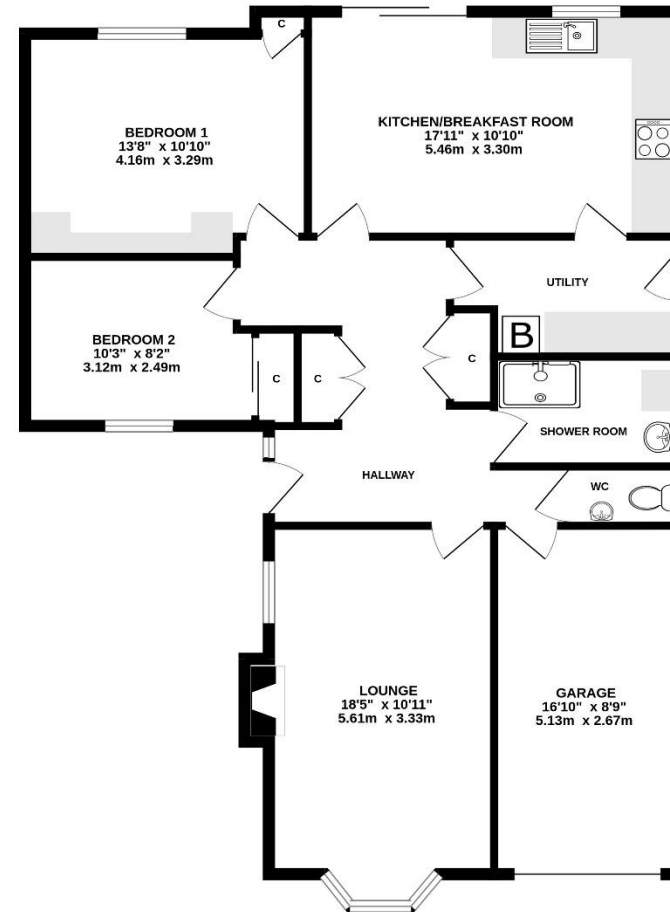 C
BEDROOM 1
13'8" x 10'10"
4.16m x 3.29m
KITCHEN/BREAKFAST ROOM
17'11" x 10'10"
5.46m x 3.30m
UTILITY
B
BEDROOM 2
10'3" x 8'2"
3.12m x 2.49m
C
C
C
SHOWER ROOM
HALLWAY
WC
LOUNGE
18'5" x 10'11"
5.61m x 3.33m
GARAGE
16'10" x 8'9"
5.13m x 2.67m